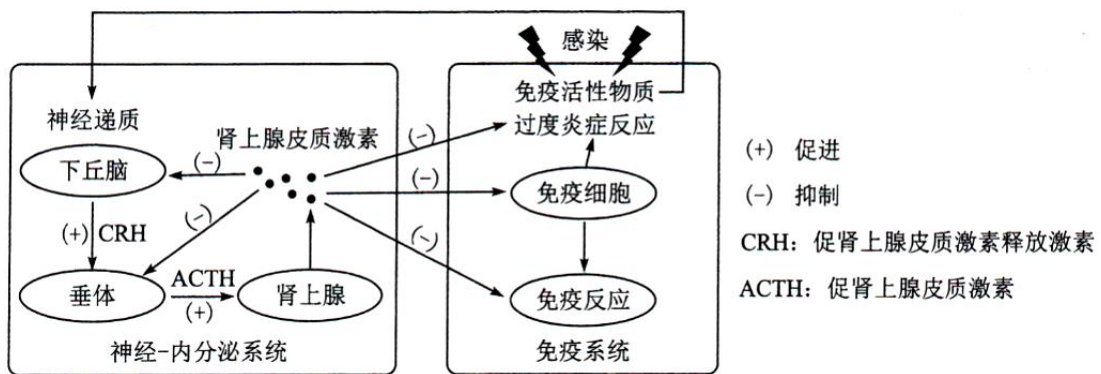 感染
免疫活性物质
过度炎症反应
神经递质
肾上腺皮质激素
(-)
(-)
(-)
(-)
(-)
下丘脑
免疫细胞
(+) CRH
垂体
ACTH
(+)
肾上腺
免疫反应
神经-内分泌系统
免疫系统
(+) 促进
(-) 抑制
CRH：促肾上腺皮质激素释放激素
ACTH：促肾上腺皮质激素